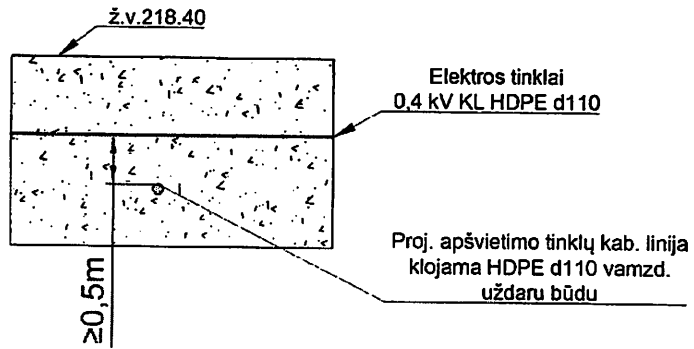 ž.v.218.40
Elektros tinklai
0,4 kV KL HDPE d110
Proj. apšvietimo tinklų kab. linija
klojama HDPE d110 vamzd.
uždaru būdu
≥0,5m